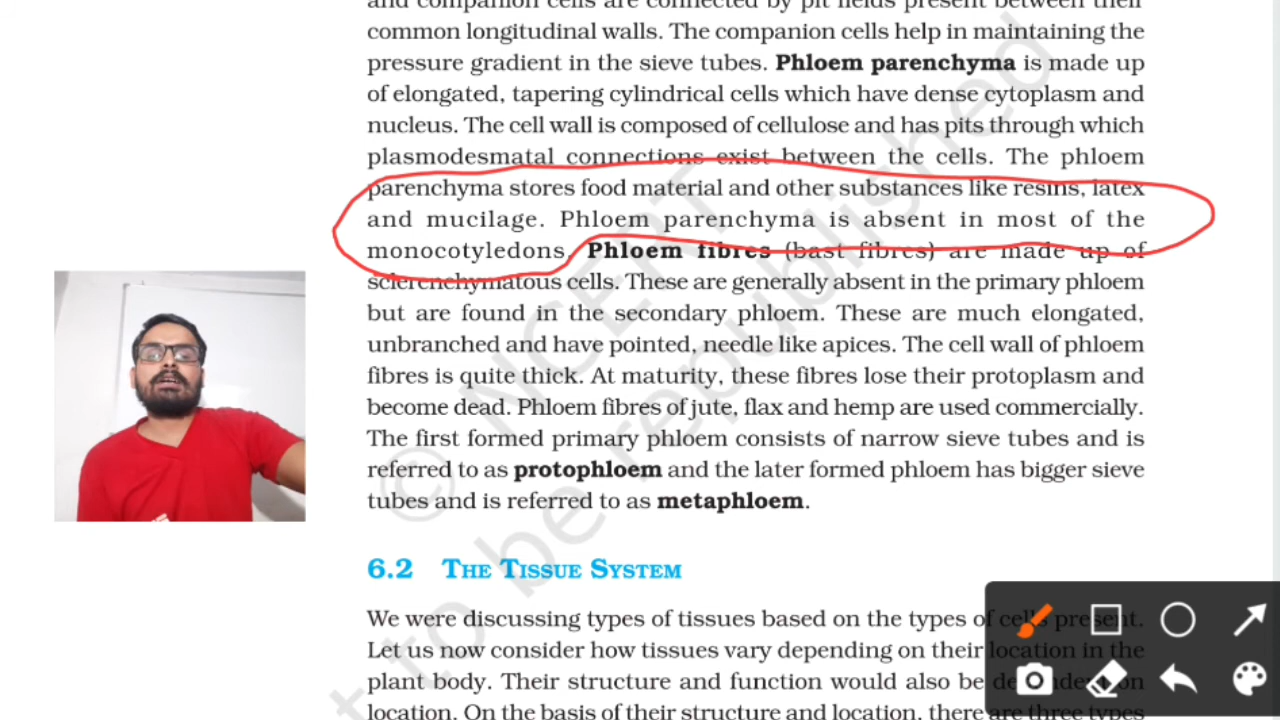 and companion cells are connected by pit fields present between their
common longitudinal walls. The companion cells help in maintaining the
pressure gradient in the sieve tubes. Phloem parenchyma is made up
of elongated, tapering cylindrical cells which have dense cytoplasm and
nucleus. The cell wall is composed of cellulose and has pits through which
plasmodesmatal connections exist between the cells. The phloem
parenchyma stores food material and other substances like resins, latex
and mucilage. Phloem parenchyma is absent in most of the
monocotyledons. Phloem fibres (bast fibres) are made up of
sclerenchymatous cells. These are generally absent in the primary phloem
but are found in the secondary phloem. These are much elongated,
unbranched and have pointed, needle like apices. The cell wall of phloem
fibres is quite thick. At maturity, these fibres lose their protoplasm and
become dead. Phloem fibres of jute, flax and hemp are used commercially.
The first formed primary phloem consists of narrow sieve tubes and is
referred to as protophloem and the later formed phloem has bigger sieve
tubes and is referred to as metaphloem.
6.2 THE TISSUE SYSTEM
We were discussing types of tissues based on the types of cells present.
Let us now consider how tissues vary depending on their location in the
plant body. Their structure and function would also be dependent on
location. On the basis of their structure and location, there are three types
© NCERT
t to be republished